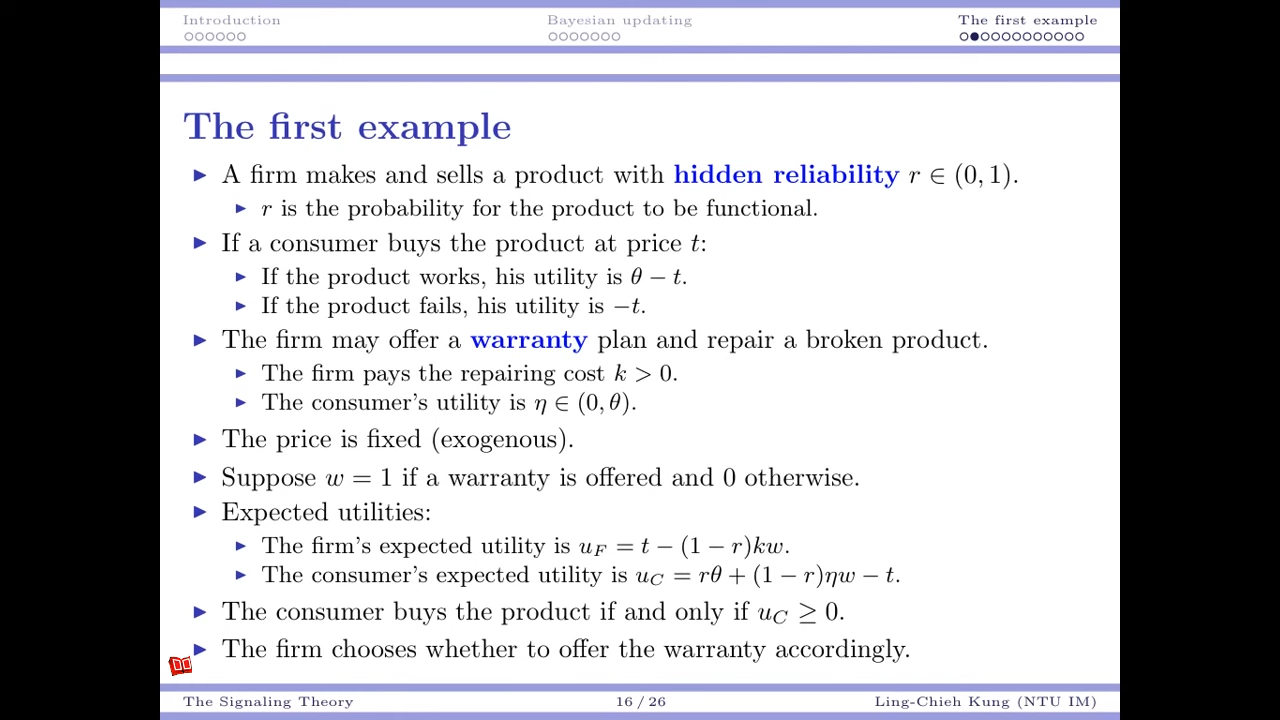 Introduction Bayesian updating The first example
The first example
▶ A firm makes and sells a product with hidden reliability r ∈ (0, 1).
▶ r is the probability for the product to be functional.
▶ If a consumer buys the product at price t:
▶ If the product works, his utility is θ − t.
▶ If the product fails, his utility is −t.
▶ The firm may offer a warranty plan and repair a broken product.
▶ The firm pays the repairing cost k > 0.
▶ The consumer's utility is η ∈ (0, θ).
▶ The price is fixed (exogenous).
▶ Suppose w = 1 if a warranty is offered and 0 otherwise.
▶ Expected utilities:
▶ The firm's expected utility is u_F = t − (1 − r)kw.
▶ The consumer's expected utility is u_C = rθ + (1 − r)ηw − t.
▶ The consumer buys the product if and only if u_C ≥ 0.
▶ The firm chooses whether to offer the warranty accordingly.
The Signaling Theory 16 / 26 Ling-Chieh Kung (NTU IM)